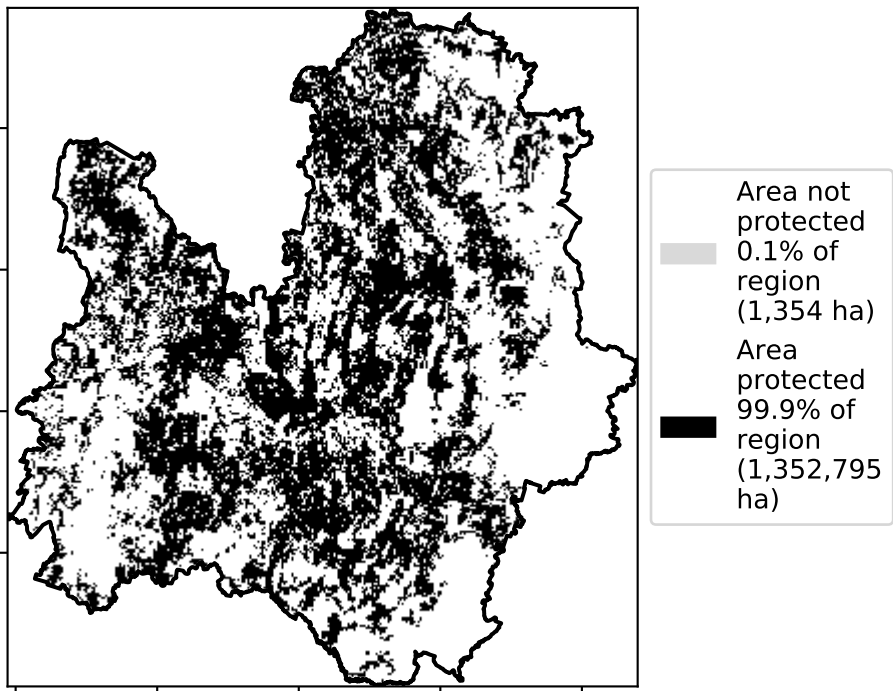 Area not
protected
0.1% of
region
(1,354 ha)
Area
protected
99.9% of
region
(1,352,795
ha)